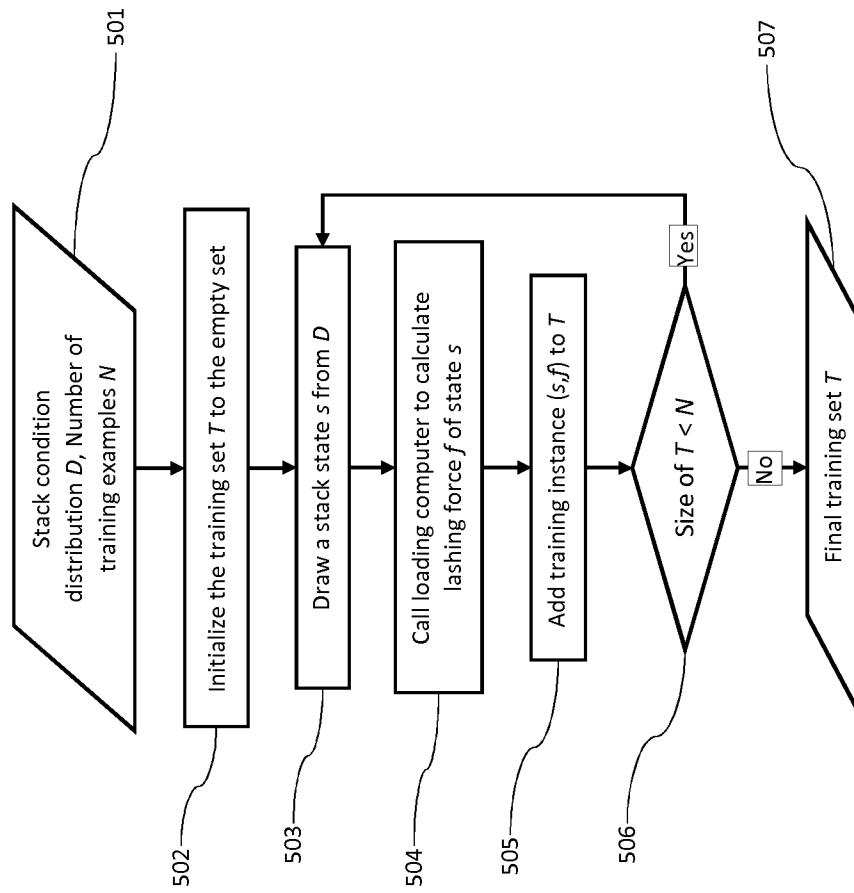 501
Stack condition
distribution D, Number of
training examples N
502
Initialize the training set T to the empty set
503
Draw a stack state s from D
504
Call loading computer to calculate
lashing force f of state s
505
Add training instance (s,f) to T
506
Size of T < N
Yes
No
507
Final training set T